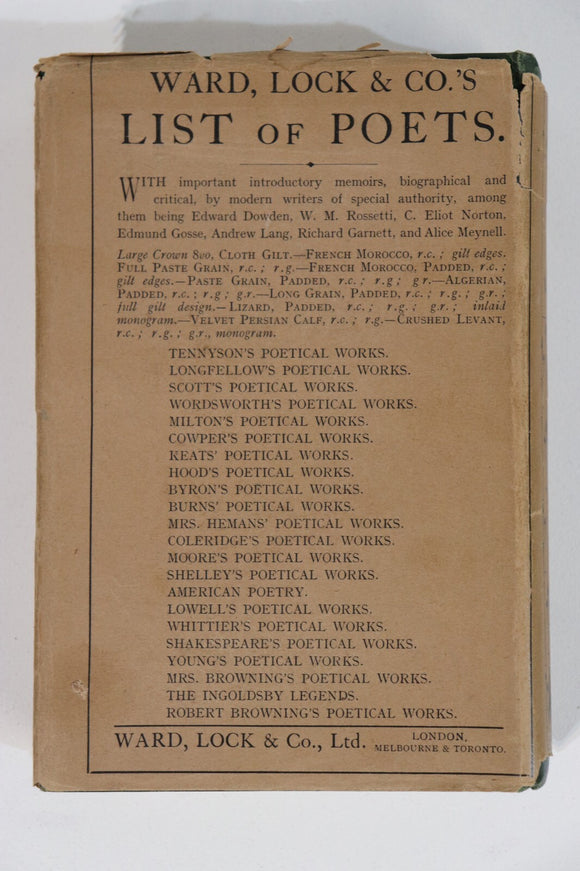 WARD, LOCK & CO.'S
LIST OF POETS.
WITH important introductory memoirs, biographical and
critical, by modern writers of special authority, among
them being Edward Dowden, W. M. Rossetti, C. Eliot Norton,
Edmund Gosse, Andrew Lang, Richard Garnett, and Alice Meynell.
Large Crown 8vo, CLOTH GILT.—FRENCH MOROCCO, r.c. ; gilt edges.
FULL PASTE GRAIN, r.c. ; r.g.—FRENCH MOROCCO, PADDED, r.c. ;
gilt edges.—PASTE GRAIN, PADDED, r.c. ; r.g ; gr.—ALGERIAN,
PADDED, r.c. ; r.g ; g.r.—LONG GRAIN, PADDED, r.c. ; r.g. ; g.r. ;
full gilt design.—LIZARD, PADDED, r.c. ; r.g. ; g.r. ; inlaid
monogram.—VELVET PERSIAN CALF, r.c. ; r.g.—CRUSHED LEVANT,
r.c. ; r.g. ; g.r., monogram.
TENNYSON'S POETICAL WORKS.
LONGFELLOW'S POETICAL WORKS.
SCOTT'S POETICAL WORKS.
WORDSWORTH'S POETICAL WORKS.
MILTON'S POETICAL WORKS.
COWPER'S POETICAL WORKS.
KEATS' POETICAL WORKS.
HOOD'S POETICAL WORKS.
BYRON'S POETICAL WORKS.
BURNS' POETICAL WORKS.
MRS. HEMANS' POETICAL WORKS.
COLERIDGE'S POETICAL WORKS.
MOORE'S POETICAL WORKS.
SHELLEY'S POETICAL WORKS.
AMERICAN POETRY.
LOWELL'S POETICAL WORKS.
WHITTIER'S POETICAL WORKS.
SHAKESPEARE'S POETICAL WORKS.
YOUNG'S POETICAL WORKS.
MRS. BROWNING'S POETICAL WORKS.
THE INGOLDSBY LEGENDS.
ROBERT BROWNING'S POETICAL WORKS.
WARD, LOCK & Co., Ltd. LONDON,
MELBOURNE & TORONTO.